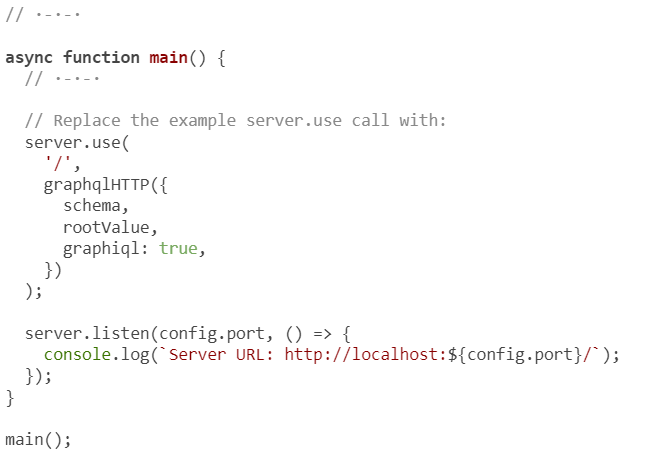 // ·-·-·
async function main() {
  // ·-·-·
  // Replace the example server.use call with:
  server.use(
    '/',
    graphqlHTTP({
      schema,
      rootValue,
      graphiql: true,
    })
  );
  server.listen(config.port, () => {
    console.log(`Server URL: http://localhost:${config.port}/`);
  });
}
main();